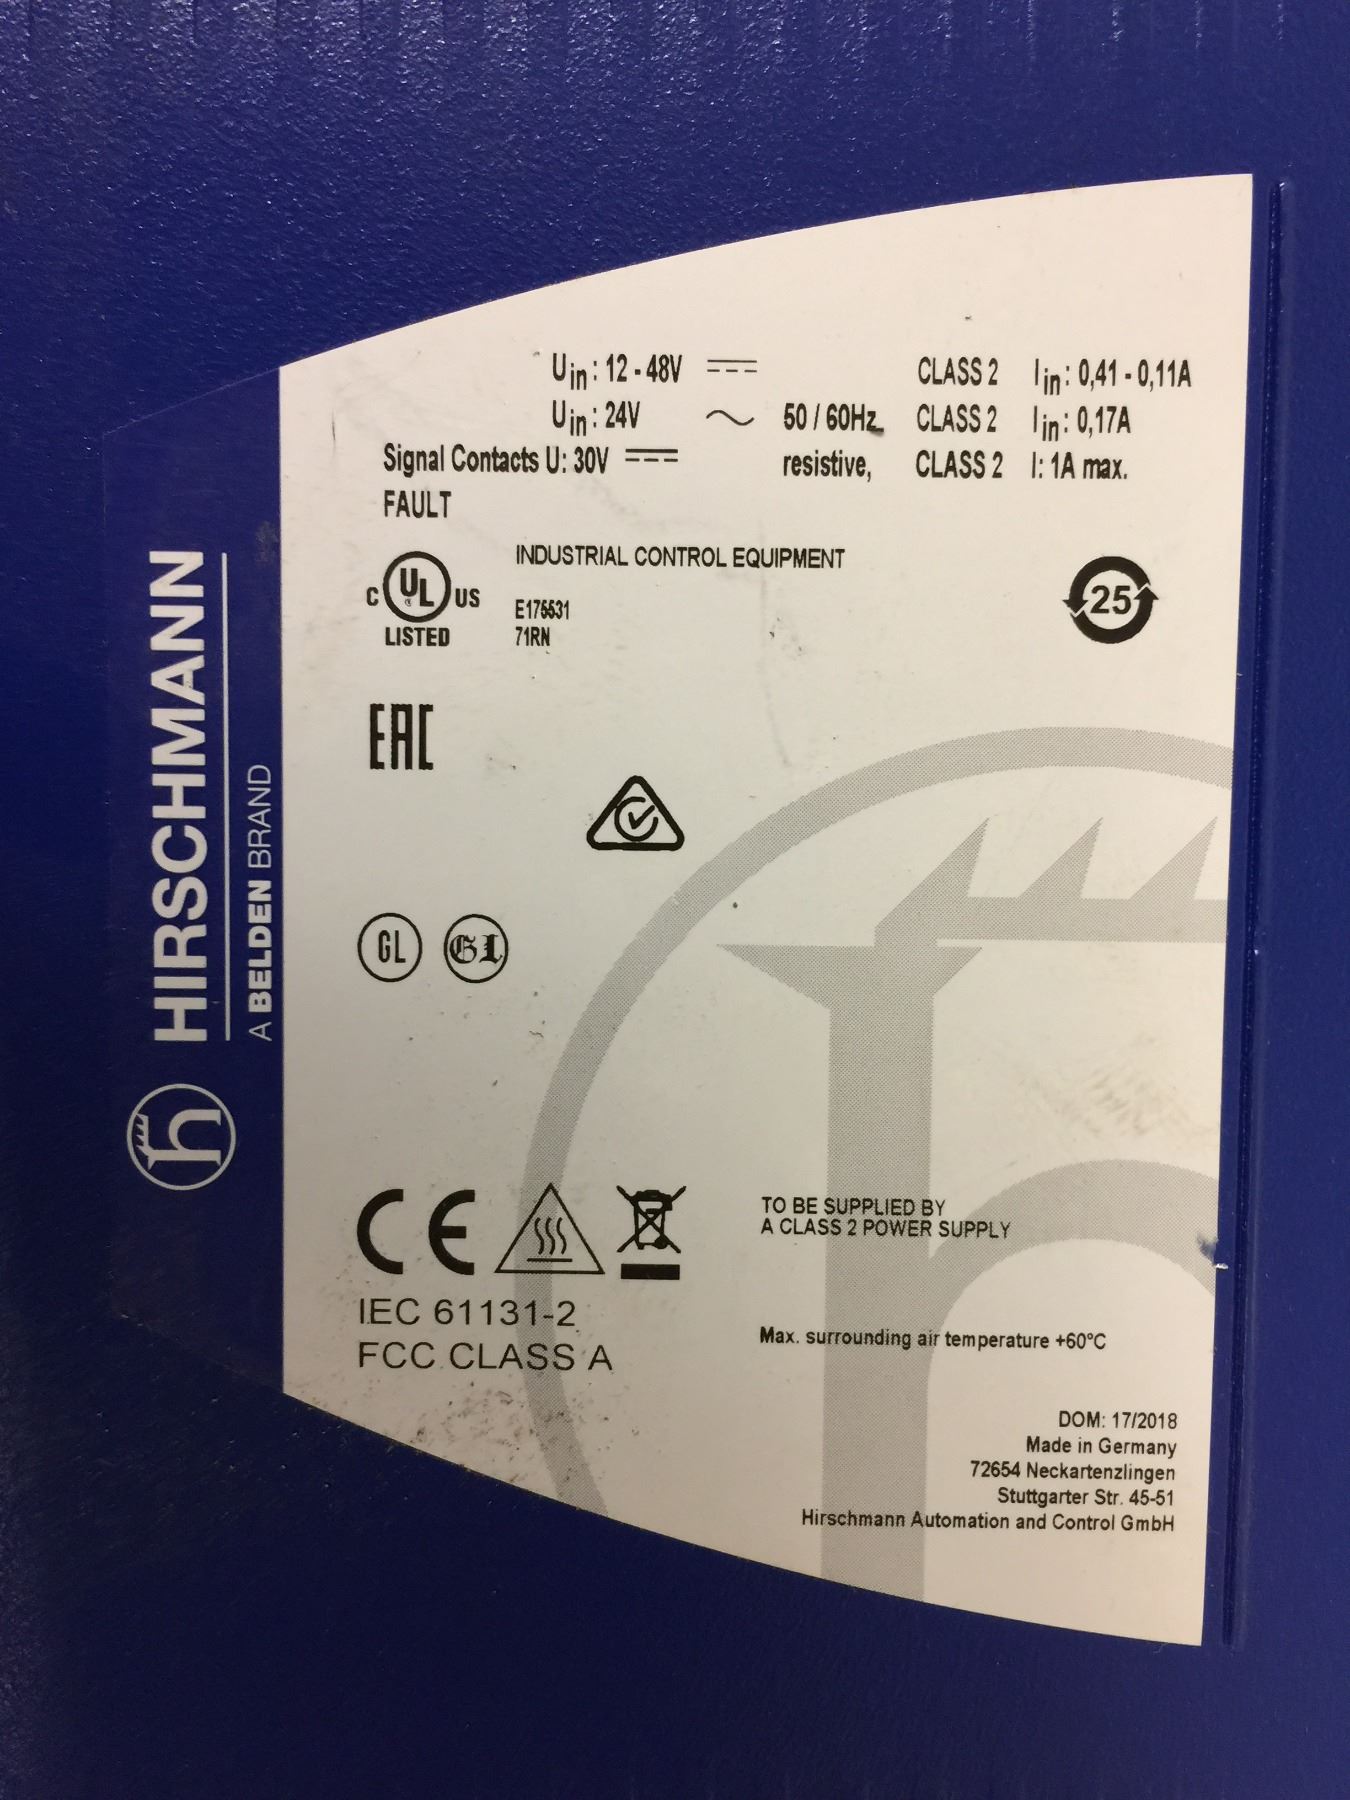 Uin: 12 - 48V CLASS 2 Iin: 0,41 - 0,11A
Uin: 24V 50 / 60Hz, CLASS 2 Iin: 0,17A
Signal Contacts U: 30V resistive, CLASS 2 I: 1A max.
FAULT
INDUSTRIAL CONTROL EQUIPMENT
C UL US
LISTED
E175531
71RN
25
EAC
GL GL
HIRSCHMANN
A BELDEN BRAND
h
CE
TO BE SUPPLIED BY
A CLASS 2 POWER SUPPLY
IEC 61131-2
FCC CLASS A
Max. surrounding air temperature +60°C
DOM: 17/2018
Made in Germany
72654 Neckartenzlingen
Stuttgarter Str. 45-51
Hirschmann Automation and Control GmbH